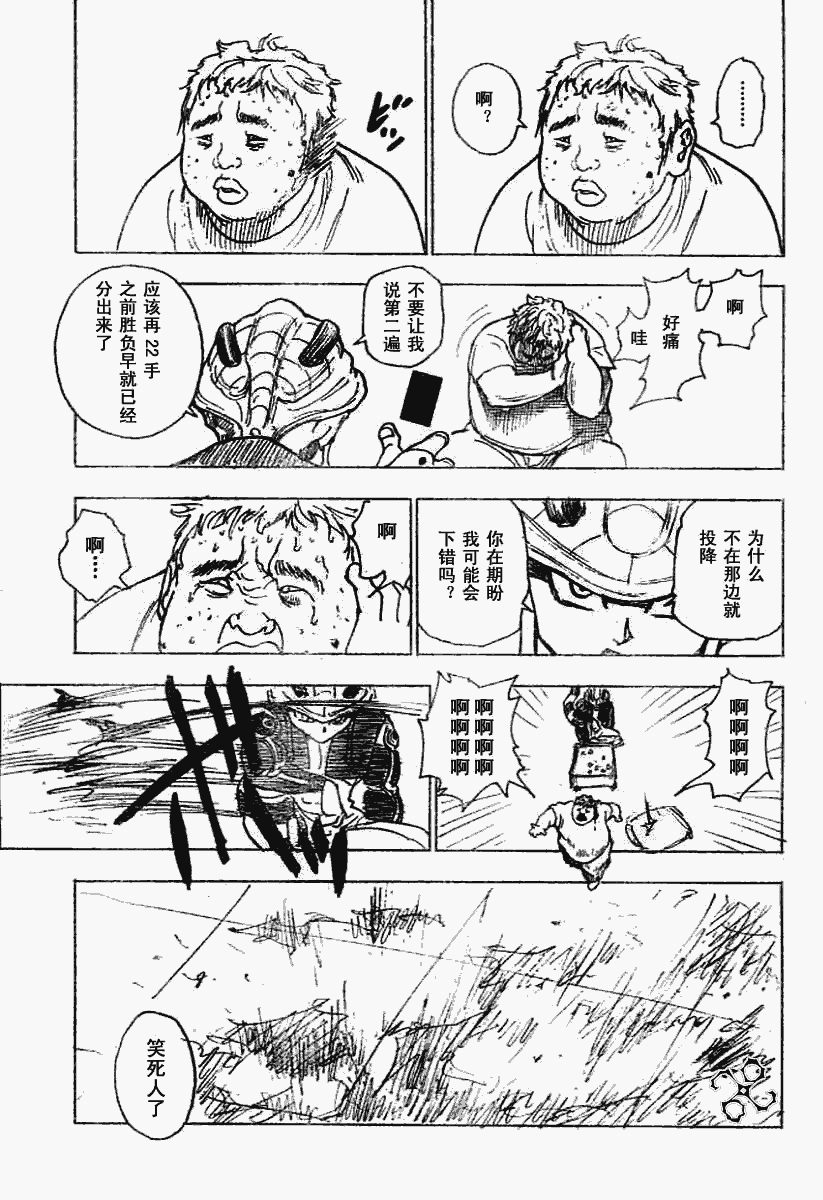 ………
啊?
啊
好痛
哇
不要让我
说第二遍
应该再22手
之前胜负早就已经
分出来了
为什么
不在那边就
投降
你在期盼
我可能会
下错吗?
啊
啊……
啊啊啊啊
啊啊啊啊
啊啊啊啊
笑死人了